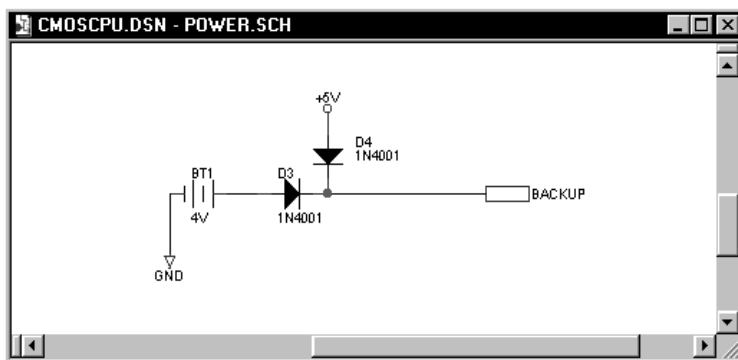 CMOSCPU.DSN - POWER.SCH
+5V
D4
1N4001
BT1
D3
BACKUP
4V
1N4001
GND